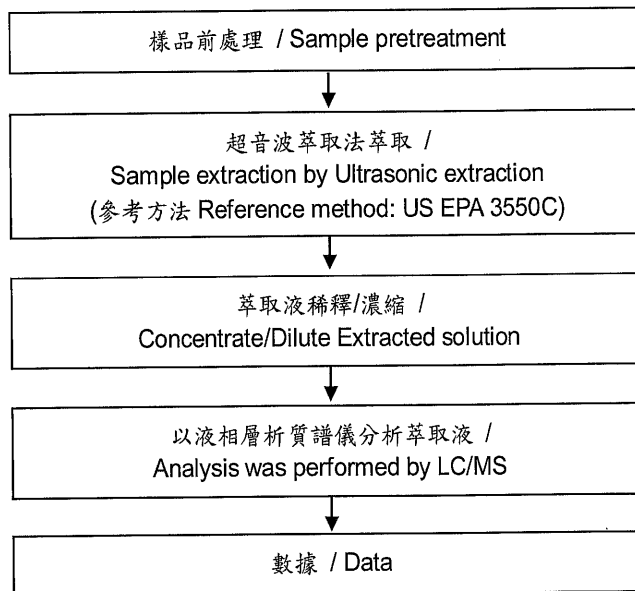 樣品前處理 / Sample pretreatment
超音波萃取法萃取 /
Sample extraction by Ultrasonic extraction
(參考方法 Reference method: US EPA 3550C)
萃取液稀釋/濃縮 /
Concentrate/Dilute Extracted solution
以液相層析質譜儀分析萃取液 /
Analysis was performed by LC/MS
數據 / Data